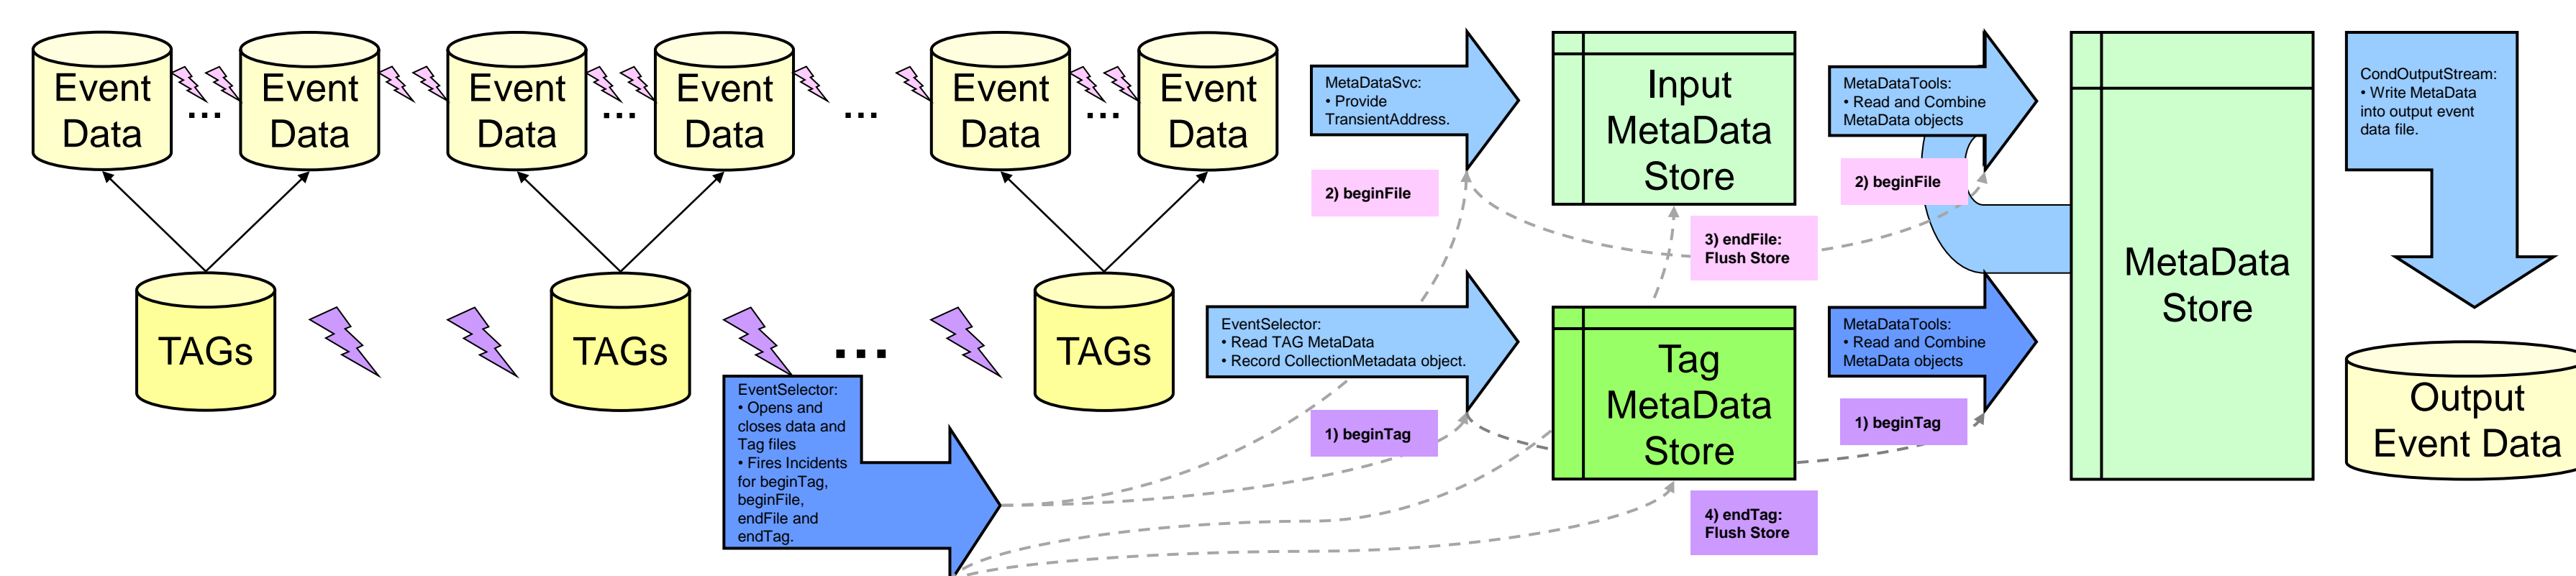 Event
Data
...
Event
Data
Event
Data
...
Event
Data
...
Event
Data
...
Event
Data
MetaDataSvc:
• Provide
TransientAddress.
2) beginFile
Input
MetaData
Store
MetaDataTools:
• Read and Combine
MetaData objects
2) beginFile
3) endFile:
Flush Store
MetaData
Store
CondOutputStream:
• Write MetaData
into output event
data file.
TAGs
TAGs
...
TAGs
EventSelector:
• Opens and
closes data and
Tag files
• Fires Incidents
for beginTag,
beginFile,
endFile and
endTag.
EventSelector:
• Read TAG MetaData
• Record CollectionMetadata object.
1) beginTag
Tag
MetaData
Store
MetaDataTools:
• Read and Combine
MetaData objects
1) beginTag
4) endTag:
Flush Store
Output
Event Data